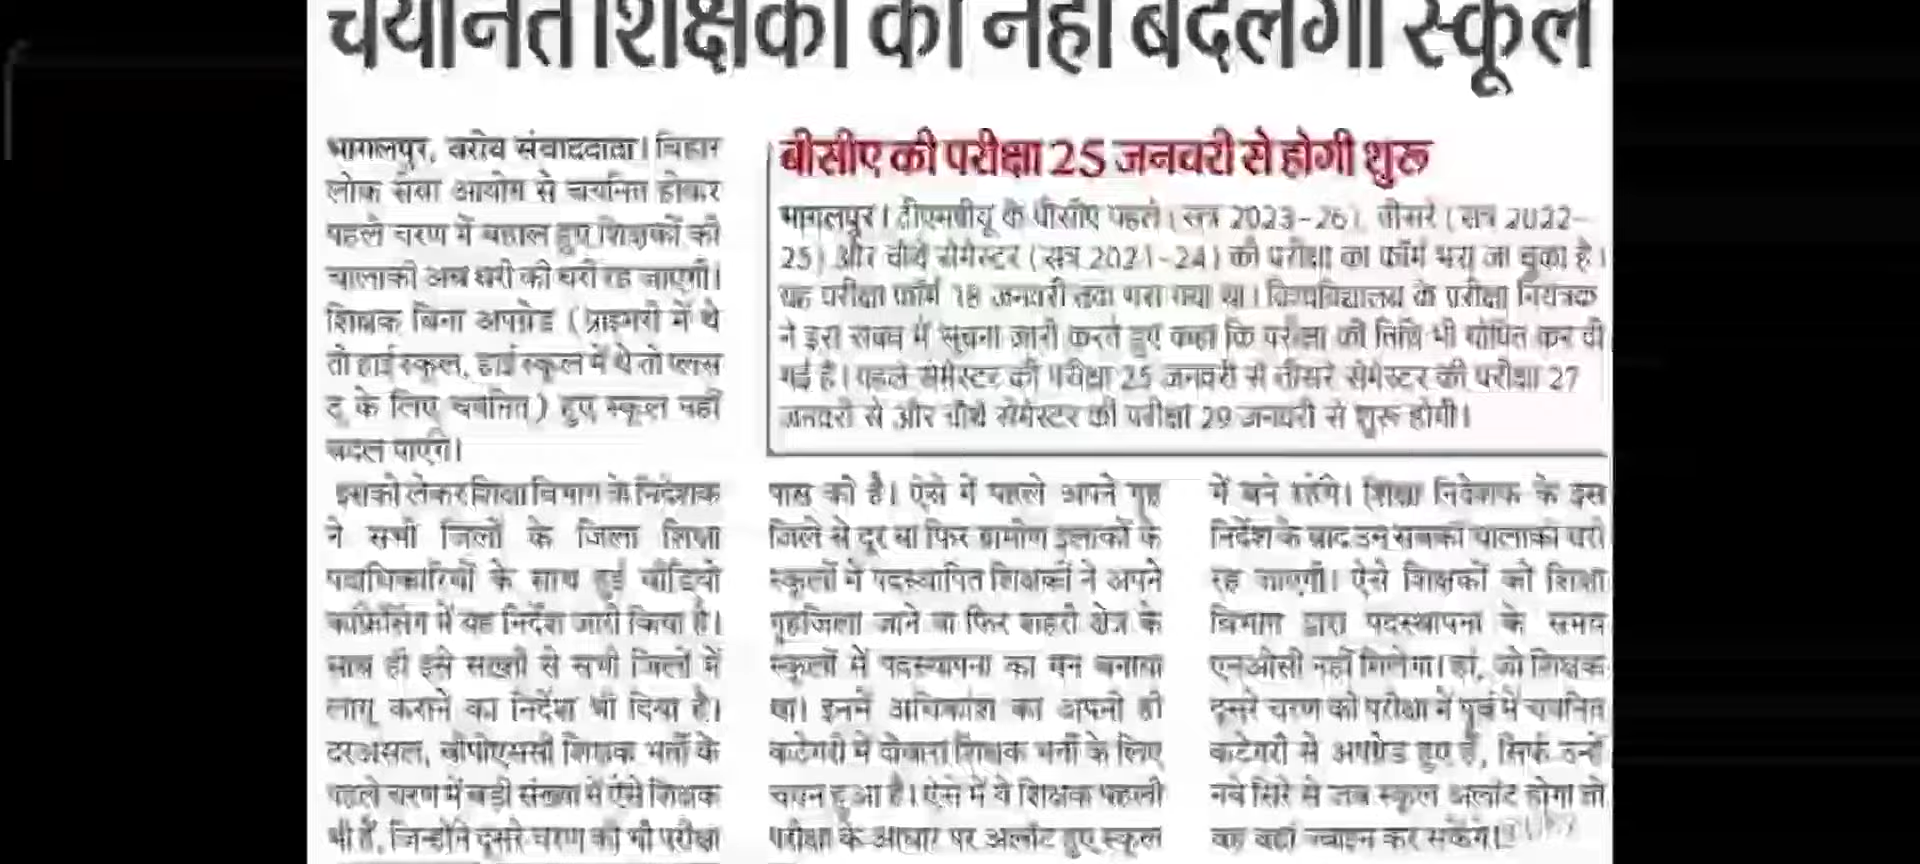 चयनित शिक्षकों का नहीं बदलेगा स्कूल
भागलपुर, वरीय संवाददाता। बिहार
लोक सेवा आयोग से चयनित होकर
पहले चरण में बहाल हुए शिक्षकों की
चालाकी अब धरी की धरी रह जाएगी।
शिक्षक बिना अपग्रेड (प्राइमरी में थे
तो हाई स्कूल, हाई स्कूल में थे तो प्लस
टू के लिए चयनित) हुए स्कूल नहीं
बदल पाएंगे।
इसको लेकर शिक्षा विभाग के निदेशक
ने सभी जिलों के जिला शिक्षा
पदाधिकारियों के साथ हुई वीडियो
कांफ्रेंसिंग में यह निर्देश जारी किया है।
साथ ही इसे सख्ती से सभी जिलों में
लागू कराने का निर्देश भी दिया है।
दरअसल, बीपीएससी शिक्षक भर्ती के
पहले चरण में बड़ी संख्या में ऐसे शिक्षक
भी हैं, जिन्होंने दूसरे चरण की भी परीक्षा
बीसीए की परीक्षा 25 जनवरी से होगी शुरू
भागलपुर। टीएमबीयू के बीसीए पहले (सत्र 2023-26), तीसरे (सत्र 2022-
25) और चौथे सेमेस्टर (सत्र 2021-24) की परीक्षा का फॉर्म भरा जा चुका है।
यह परीक्षा फॉर्म 18 जनवरी तक भरा गया था। विश्वविद्यालय के परीक्षा नियंत्रक
ने इस संबंध में सूचना जारी करते हुए कहा कि परीक्षा की तिथि भी घोषित कर दी
गई है। पहले सेमेस्टर की परीक्षा 25 जनवरी से तीसरे सेमेस्टर की परीक्षा 27
जनवरी से और चौथे सेमेस्टर की परीक्षा 29 जनवरी से शुरू होगी।
पास की है। ऐसे में पहले अपने गृह
जिले से दूर या फिर ग्रामीण इलाकों के
स्कूलों में पदस्थापित शिक्षकों ने अपने
गृहजिला जाने या फिर शहरी क्षेत्र के
स्कूलों में पदस्थापना का मन बनाया
था। इनमें अधिकांश का अपनी ही
कटेगरी में दोबारा शिक्षक भर्ती के लिए
चयन हुआ है। ऐसे में ये शिक्षक पहली
परीक्षा के आधार पर अलॉट हुए स्कूल
में बने रहेंगे। शिक्षा निदेशक के इस
निर्देश के बाद उन सबकी चालाकी धरी
रह जाएगी। ऐसे शिक्षकों को शिक्षा
विभाग द्वारा पदस्थापना के समय
एनओसी नहीं मिलेगा। हां, जो शिक्षक
दूसरे चरण की परीक्षा में पूर्व में चयनित
कटेगरी से अपग्रेड हुए हैं, सिर्फ उन्हें
नये सिरे से जब स्कूल अलॉट होगा तो
वह वहां ज्वाइन कर सकेंगे।